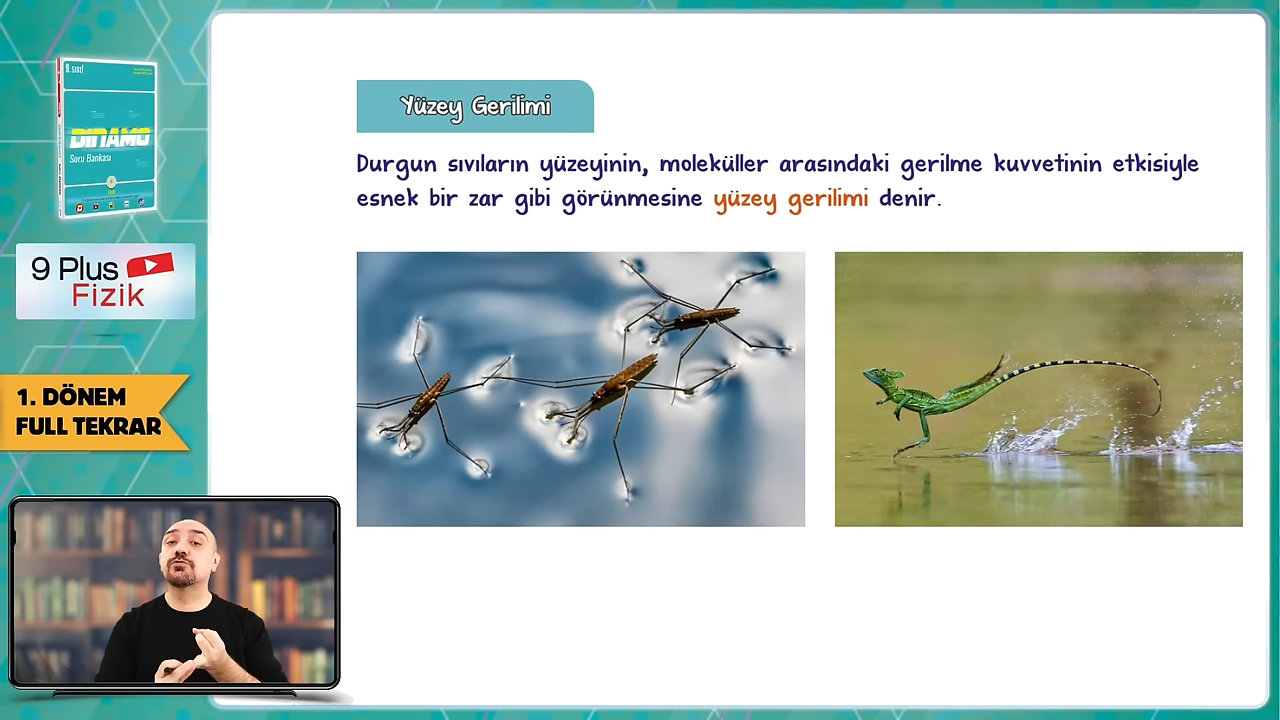 Yüzey Gerilimi
Durgun sıvıların yüzeyinin, moleküller arasındaki gerilme kuvvetinin etkisiyle
esnek bir zar gibi görünmesine yüzey gerilimi denir.
9. SINIF
DİNAMO
Soru Bankası
9 Plus
Fizik
1. DÖNEM
FULL TEKRAR